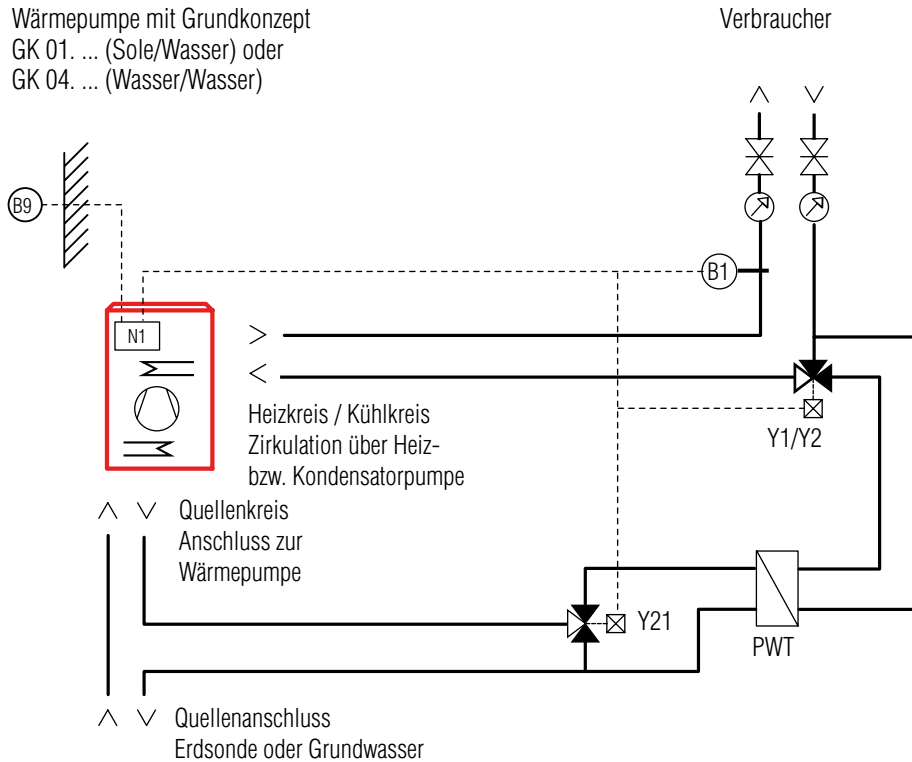 Wärmepumpe mit Grundkonzept
GK 01. ... (Sole/Wasser) oder
GK 04. ... (Wasser/Wasser)
Verbraucher
B9
B1
N1
Heizkreis / Kühlkreis
Zirkulation über Heiz-
bzw. Kondensatorpumpe
Y1/Y2
Quellenkreis
Anschluss zur
Wärmepumpe
Y21
PWT
Quellenanschluss
Erdsonde oder Grundwasser